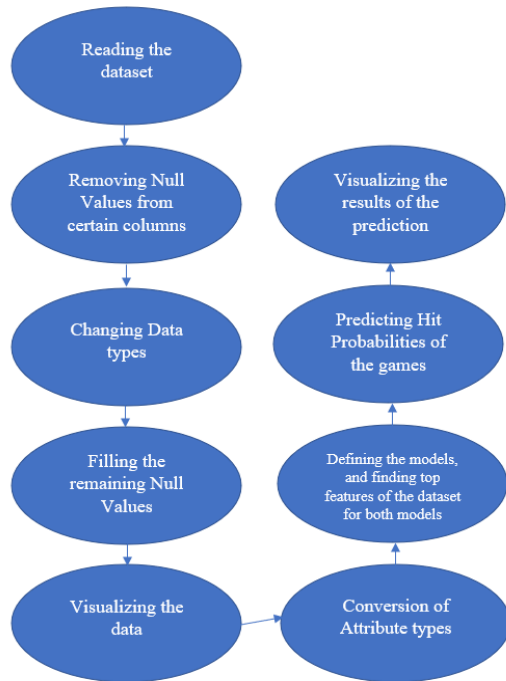 Reading the
dataset
Removing Null
Values from
certain columns
Changing Data
types
Filling the
remaining Null
Values
Visualizing the
data
Conversion of
Attribute types
Defining the models,
and finding top
features of the dataset
for both models
Predicting Hit
Probabilities of
the games
Visualizing the
results of the
prediction